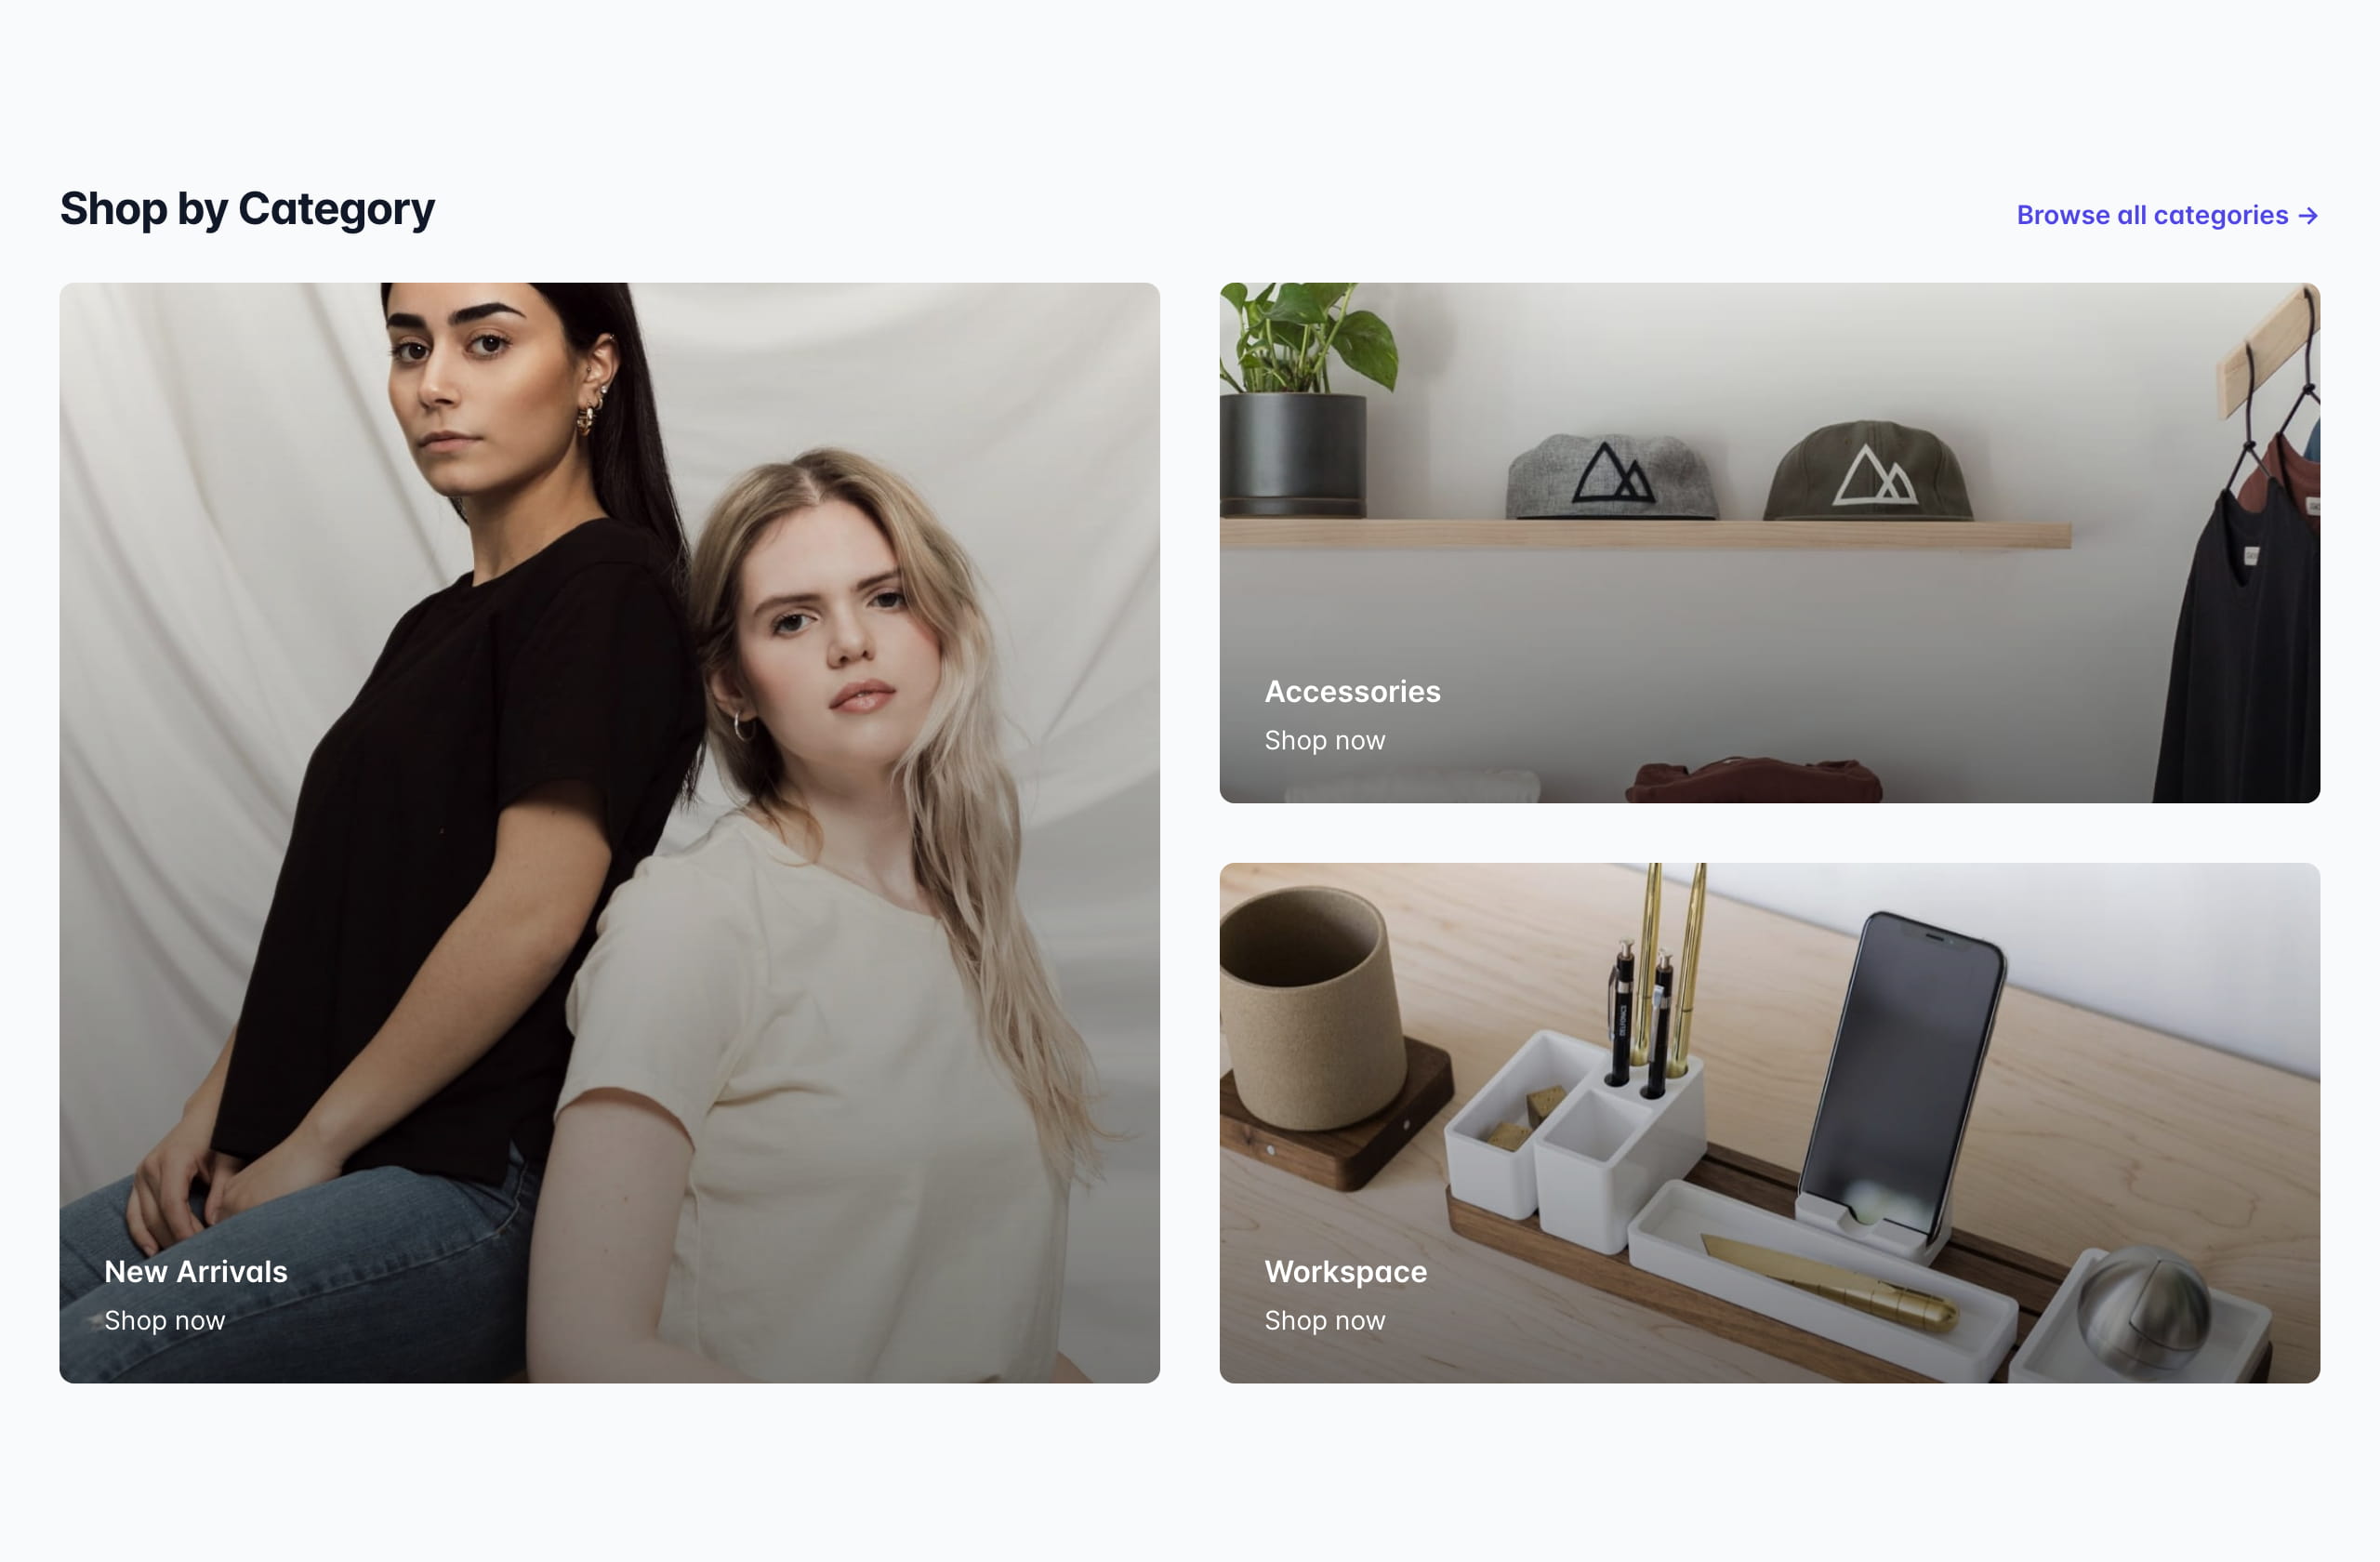 Shop by Category
Browse all categories →
New Arrivals
Shop now
Accessories
Shop now
Workspace
Shop now